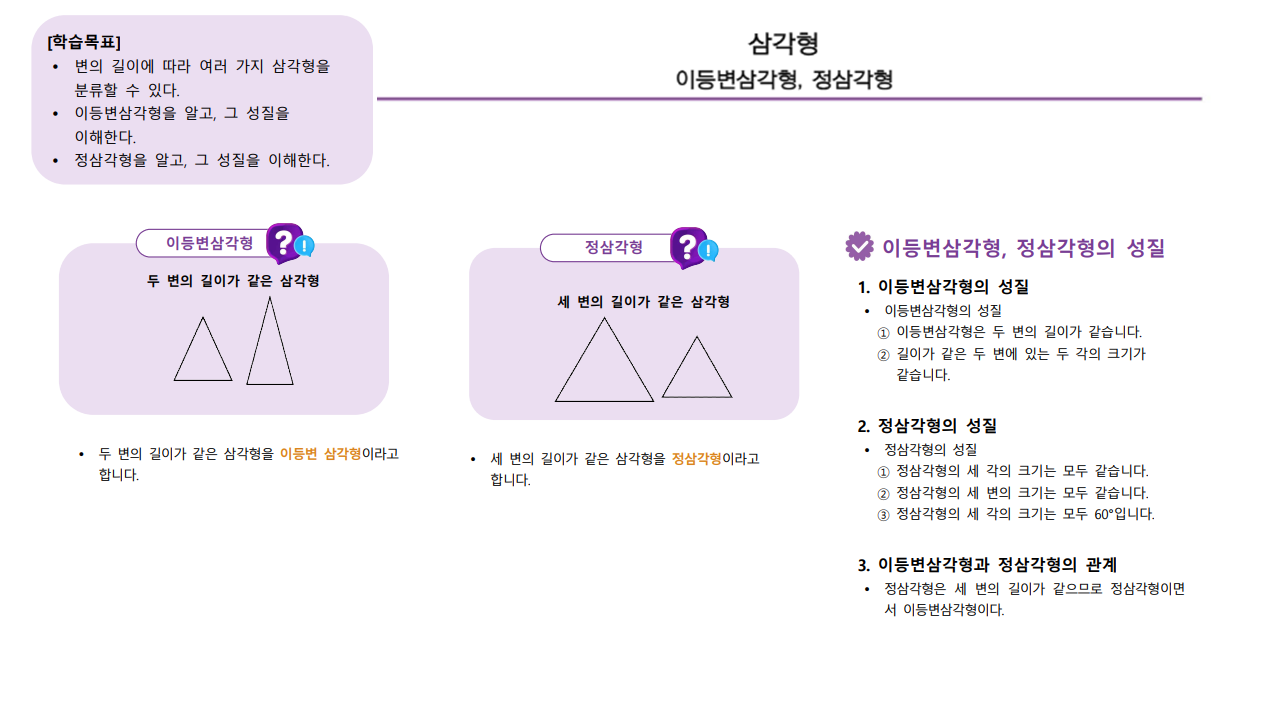 [학습목표]
• 변의 길이에 따라 여러 가지 삼각형을
분류할 수 있다.
• 이등변삼각형을 알고, 그 성질을
이해한다.
• 정삼각형을 알고, 그 성질을 이해한다.
삼각형
이등변삼각형, 정삼각형
이등변삼각형
?
!
두 변의 길이가 같은 삼각형
• 두 변의 길이가 같은 삼각형을 이등변 삼각형이라고
합니다.
정삼각형
?
!
세 변의 길이가 같은 삼각형
• 세 변의 길이가 같은 삼각형을 정삼각형이라고
합니다.
이등변삼각형, 정삼각형의 성질
1. 이등변삼각형의 성질
• 이등변삼각형의 성질
① 이등변삼각형은 두 변의 길이가 같습니다.
② 길이가 같은 두 변에 있는 두 각의 크기가
같습니다.
2. 정삼각형의 성질
• 정삼각형의 성질
① 정삼각형의 세 각의 크기는 모두 같습니다.
② 정삼각형의 세 변의 크기는 모두 같습니다.
③ 정삼각형의 세 각의 크기는 모두 60°입니다.
3. 이등변삼각형과 정삼각형의 관계
• 정삼각형은 세 변의 길이가 같으므로 정삼각형이면
서 이등변삼각형이다.